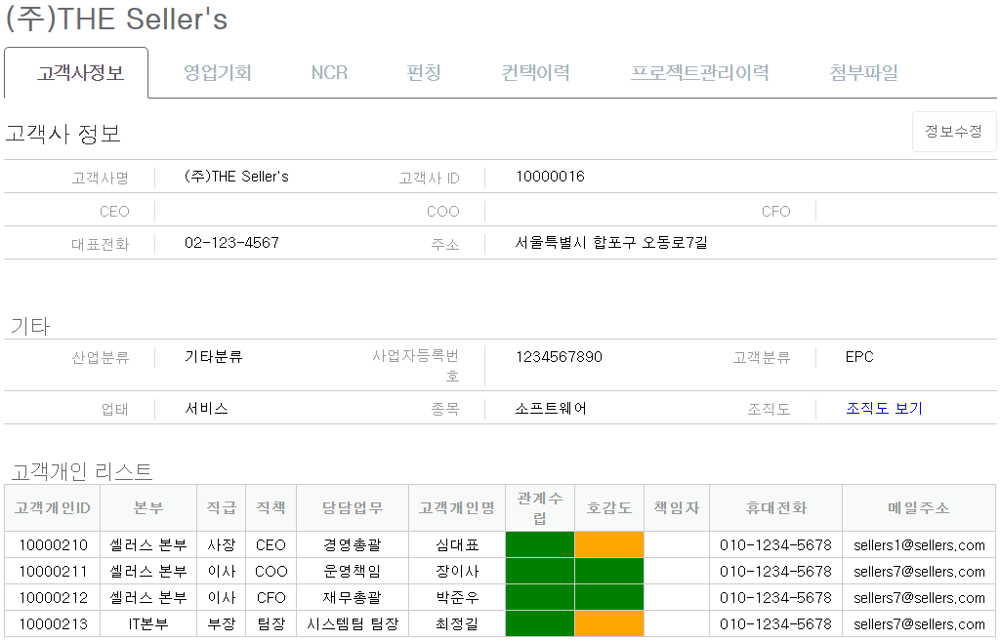 (주)THE Seller's
고객사정보 영업기회 NCR 펀칭 컨택이력 프로젝트관리이력 첨부파일
고객사 정보 정보수정
고객사명 (주)THE Seller's 고객사 ID 10000016
CEO COO CFO
대표전화 02-123-4567 주소 서울특별시 합포구 오동로7길
기타
산업분류 기타분류 사업자등록번 1234567890 고객분류 EPC
호
업태 서비스 종목 소프트웨어 조직도 조직도 보기
고객개인 리스트
고객개인ID 본부 직급 직책 당담업무 고객개인명 관계수 호감도 책임자 휴대전화 메일주소
립
10000210 셀러스 본부 사장 CEO 경영총괄 심대표 010-1234-5678 sellers1@sellers.com
10000211 셀러스 본부 이사 COO 운영책임 장이사 010-1234-5678 sellers7@sellers.com
10000212 셀러스 본부 이사 CFO 재무총괄 박준우 010-1234-5678 sellers7@sellers.com
10000213 IT본부 부장 팀장 시스템팀 팀장 최정길 010-1234-5678 sellers7@sellers.com